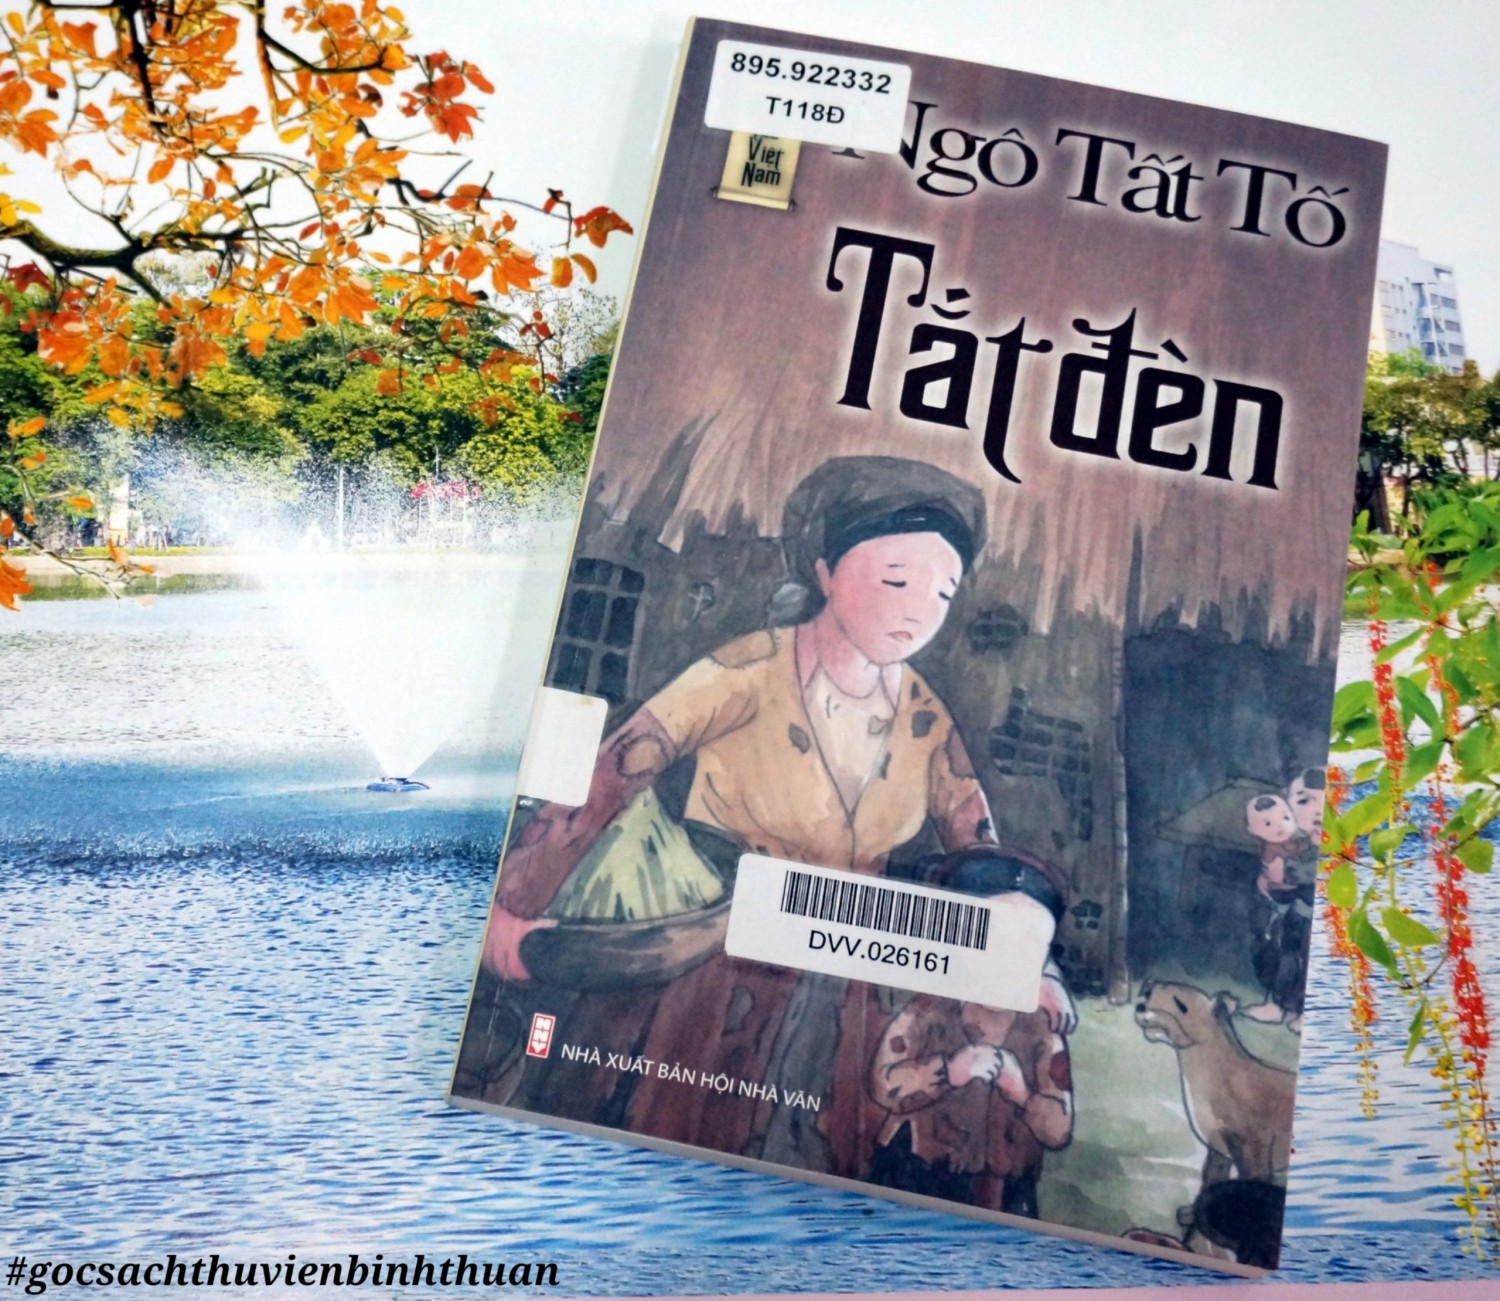 895.922332
T118Đ
Việt
Nam
Ngô Tất Tố
Tắt đèn
DVV.026161
NHÀ XUẤT BẢN HỘI NHÀ VĂN
#gocsachthuvienbinhthuan